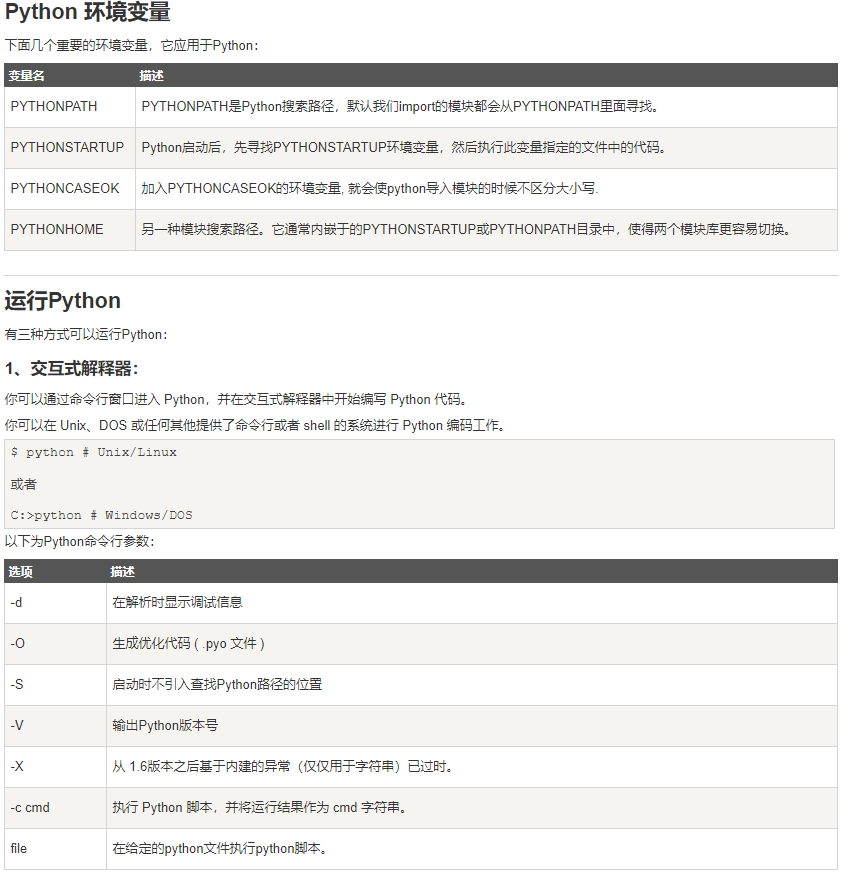 Python 环境变量
下面几个重要的环境变量，它应用于Python：
变量名 描述
PYTHONPATH PYTHONPATH是Python搜索路径，默认我们import的模块都会从PYTHONPATH里面寻找。
PYTHONSTARTUP Python启动后，先寻找PYTHONSTARTUP环境变量，然后执行此变量指定的文件中的代码。
PYTHONCASEOK 加入PYTHONCASEOK的环境变量, 就会使python导入模块的时候不区分大小写.
PYTHONHOME 另一种模块搜索路径。它通常内嵌于的PYTHONSTARTUP或PYTHONPATH目录中，使得两个模块库更容易切换。
运行Python
有三种方式可以运行Python：
1、交互式解释器：
你可以通过命令行窗口进入 Python，并在交互式解释器中开始编写 Python 代码。
你可以在 Unix、DOS 或任何其他提供了命令行或者 shell 的系统进行 Python 编码工作。
$ python # Unix/Linux
或者
C:>python # Windows/DOS
以下为Python命令行参数：
选项 描述
-d 在解析时显示调试信息
-O 生成优化代码 ( .pyo 文件 )
-S 启动时不引入查找Python路径的位置
-V 输出Python版本号
-X 从 1.6版本之后基于内建的异常（仅仅用于字符串）已过时。
-c cmd 执行 Python 脚本，并将运行结果作为 cmd 字符串。
file 在给定的python文件执行python脚本。